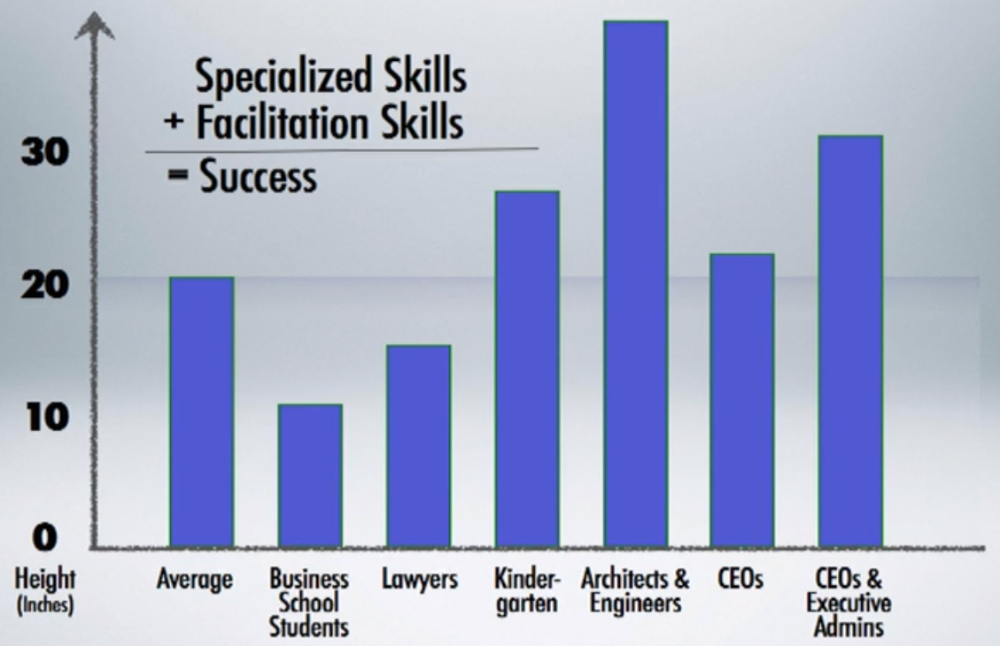 Specialized Skills
+ Facilitation Skills
= Success
30
20
10
0
Height
(Inches)
Average
Business
School
Students
Lawyers
Kinder-
garten
Architects &
Engineers
CEOs
CEOs &
Executive
Admins